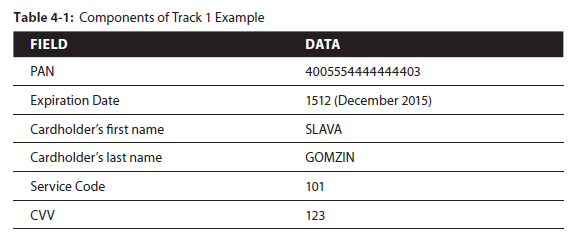 Table 4-1: Components of Track 1 Example
FIELD DATA
PAN 4005554444444403
Expiration Date 1512 (December 2015)
Cardholder's first name SLAVA
Cardholder's last name GOMZIN
Service Code 101
CVV 123